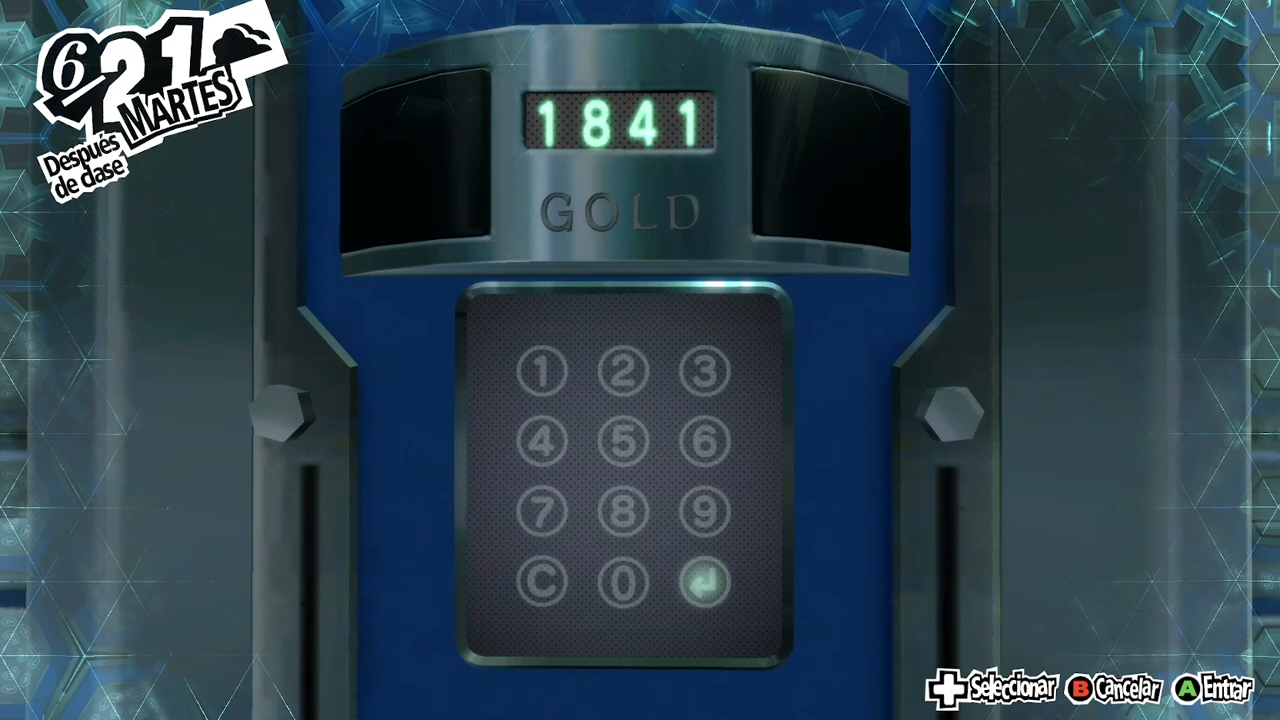 6/21
MARTES
Después
de clase
1841
GOLD
1 2 3
4 5 6
7 8 9
C 0
Seleccionar B Cancelar A Entrar